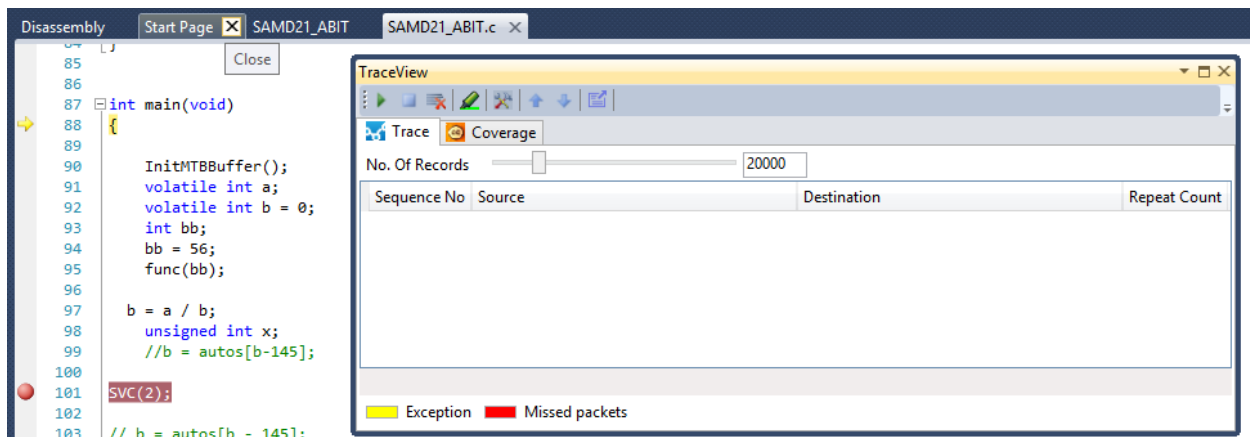 Disassembly Start Page SAMD21_ABIT SAMD21_ABIT.c
Close
85
86
87 int main(void)
88 {
89
90 InitMTBBuffer();
91 volatile int a;
92 volatile int b = 0;
93 int bb;
94 bb = 56;
95 func(bb);
96
97 b = a / b;
98 unsigned int x;
99 //b = autos[b-145];
100
101 SVC(2);
102
103 // b = autos[b - 145];
TraceView
Trace Coverage
No. Of Records 20000
Sequence No Source Destination Repeat Count
Exception Missed packets